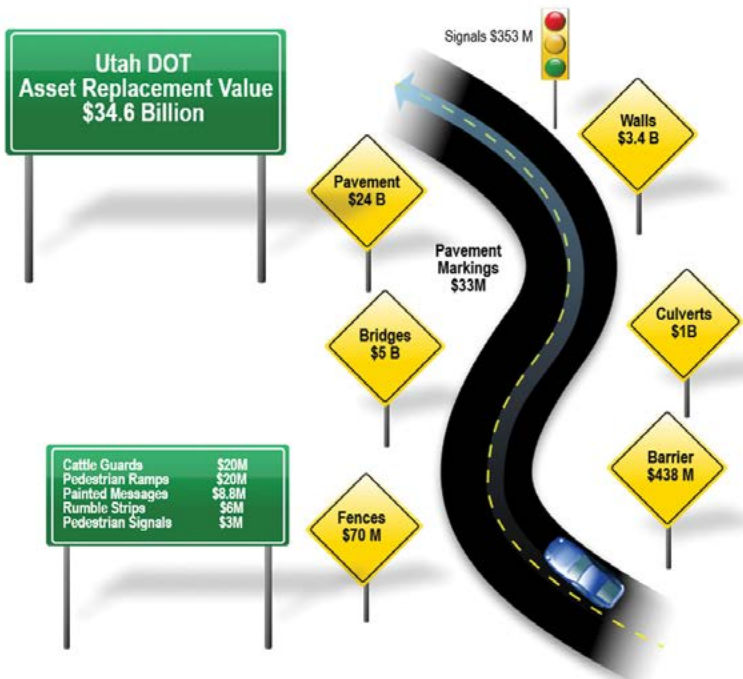 Utah DOT
Asset Replacement Value
$34.6 Billion
Signals $353 M
Walls
$3.4 B
Pavement
$24 B
Pavement
Markings
$33M
Culverts
$1B
Bridges
$5 B
Barrier
$438 M
Cattle Guards $20M
Pedestrian Ramps $20M
Painted Messages $8.8M
Rumble Strips $6M
Pedestrian Signals $3M
Fences
$70 M